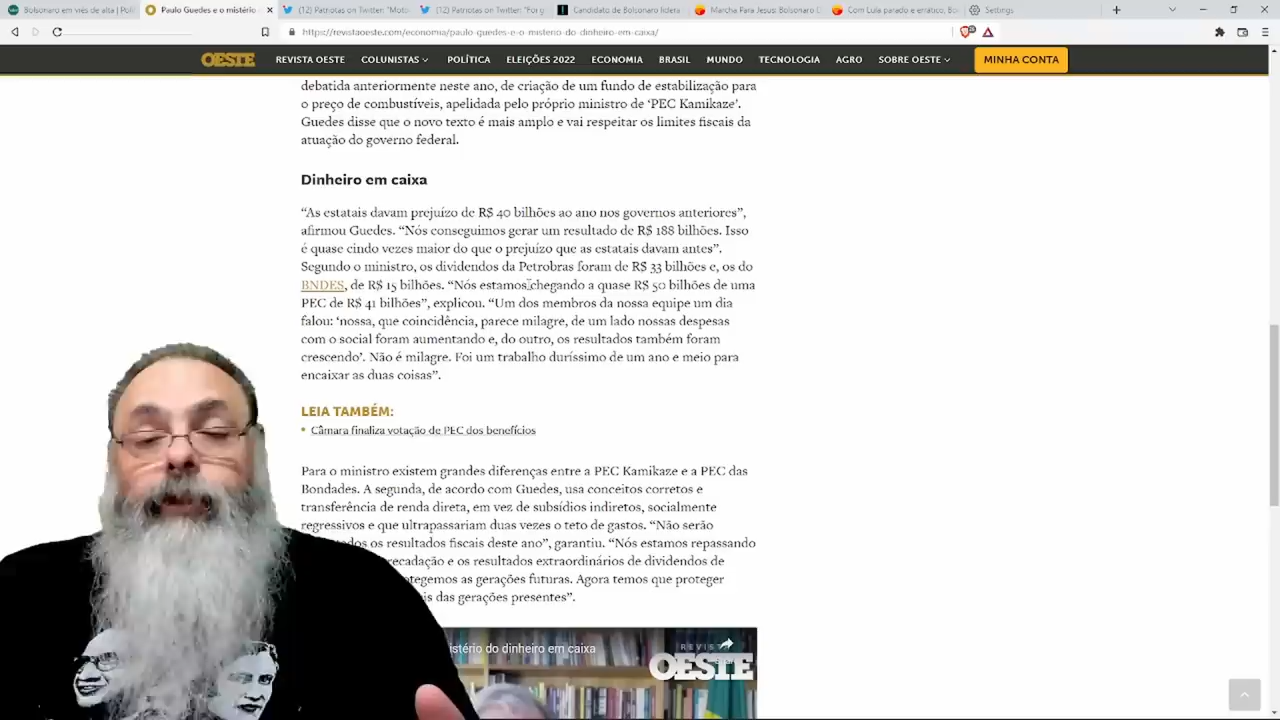 Bolsonaro em viés de alta | Polí
Paulo Guedes e o mistério
(12) Patriotas on Twitter: "Moto
(12) Patriotas on Twitter: "For g
Candidato de Bolsonaro lidera
Marcha Para Jesus: Bolsonaro D
Com Lula parado e errático, Bo
Settings
https://revistaoeste.com/economia/paulo-guedes-e-o-misterio-do-dinheiro-em-caixa/
OESTE
REVISTA OESTE
COLUNISTAS
POLÍTICA
ELEIÇÕES 2022
ECONOMIA
BRASIL
MUNDO
TECNOLOGIA
AGRO
SOBRE OESTE
MINHA CONTA
debatida anteriormente neste ano, de criação de um fundo de estabilização para
o preço de combustíveis, apelidada pelo próprio ministro de ‘PEC Kamikaze’.
Guedes disse que o novo texto é mais amplo e vai respeitar os limites fiscais da
atuação do governo federal.
Dinheiro em caixa
“As estatais davam prejuízo de R$ 40 bilhões ao ano nos governos anteriores”,
afirmou Guedes. “Nós conseguimos gerar um resultado de R$ 188 bilhões. Isso
é quase cindo vezes maior do que o prejuízo que as estatais davam antes”.
Segundo o ministro, os dividendos da Petrobras foram de R$ 33 bilhões e, os do
BNDES, de R$ 15 bilhões. “Nós estamos chegando a quase R$ 50 bilhões de uma
PEC de R$ 41 bilhões”, explicou. “Um dos membros da nossa equipe um dia
falou: ‘nossa, que coincidência, parece milagre, de um lado nossas despesas
com o social foram aumentando e, do outro, os resultados também foram
crescendo’. Não é milagre. Foi um trabalho duríssimo de um ano e meio para
encaixar as duas coisas”.
LEIA TAMBÉM:
Câmara finaliza votação de PEC dos benefícios
Para o ministro existem grandes diferenças entre a PEC Kamikaze e a PEC das
Bondades. A segunda, de acordo com Guedes, usa conceitos corretos e
transferência de renda direta, em vez de subsídios indiretos, socialmente
regressivos e que ultrapassariam duas vezes o teto de gastos. “Não serão
os resultados fiscais deste ano”, garantiu. “Nós estamos repassando
e os resultados extraordinários de dividendos de
as gerações futuras. Agora temos que proteger
das gerações presentes”.
mistério do dinheiro em caixa
REVISTA
OESTE